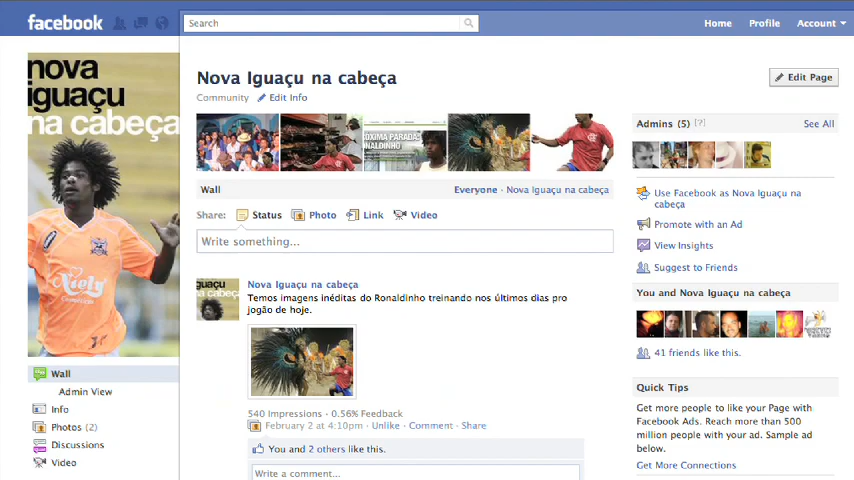 facebook
Search
Home
Profile
Account
nova
iguaçu
na cabeça
Niely
Nova Iguaçu na cabeça
Edit Page
Community
Edit Info
PRÓXIMA PARADA:
RONALDINHO
Admins (5) [?]
See All
Wall
Everyone · Nova Iguaçu na cabeça
Share:
Status
Photo
Link
Video
Write something...
Use Facebook as Nova Iguaçu na
cabeça
Promote with an Ad
View Insights
Suggest to Friends
iguaçu
na cabeça
Nova Iguaçu na cabeça
Temos imagens inéditas do Ronaldinho treinando nos últimos dias pro
jogão de hoje.
You and Nova Iguaçu na cabeça
41 friends like this.
Wall
Admin View
Info
Photos (2)
Discussions
Video
540 Impressions · 0.56% Feedback
February 2 at 4:10pm · Unlike · Comment · Share
You and 2 others like this.
Write a comment...
Quick Tips
Get more people to like your Page with
Facebook Ads. Reach more than 500
million people with your ad. Sample ad
below.
Get More Connections